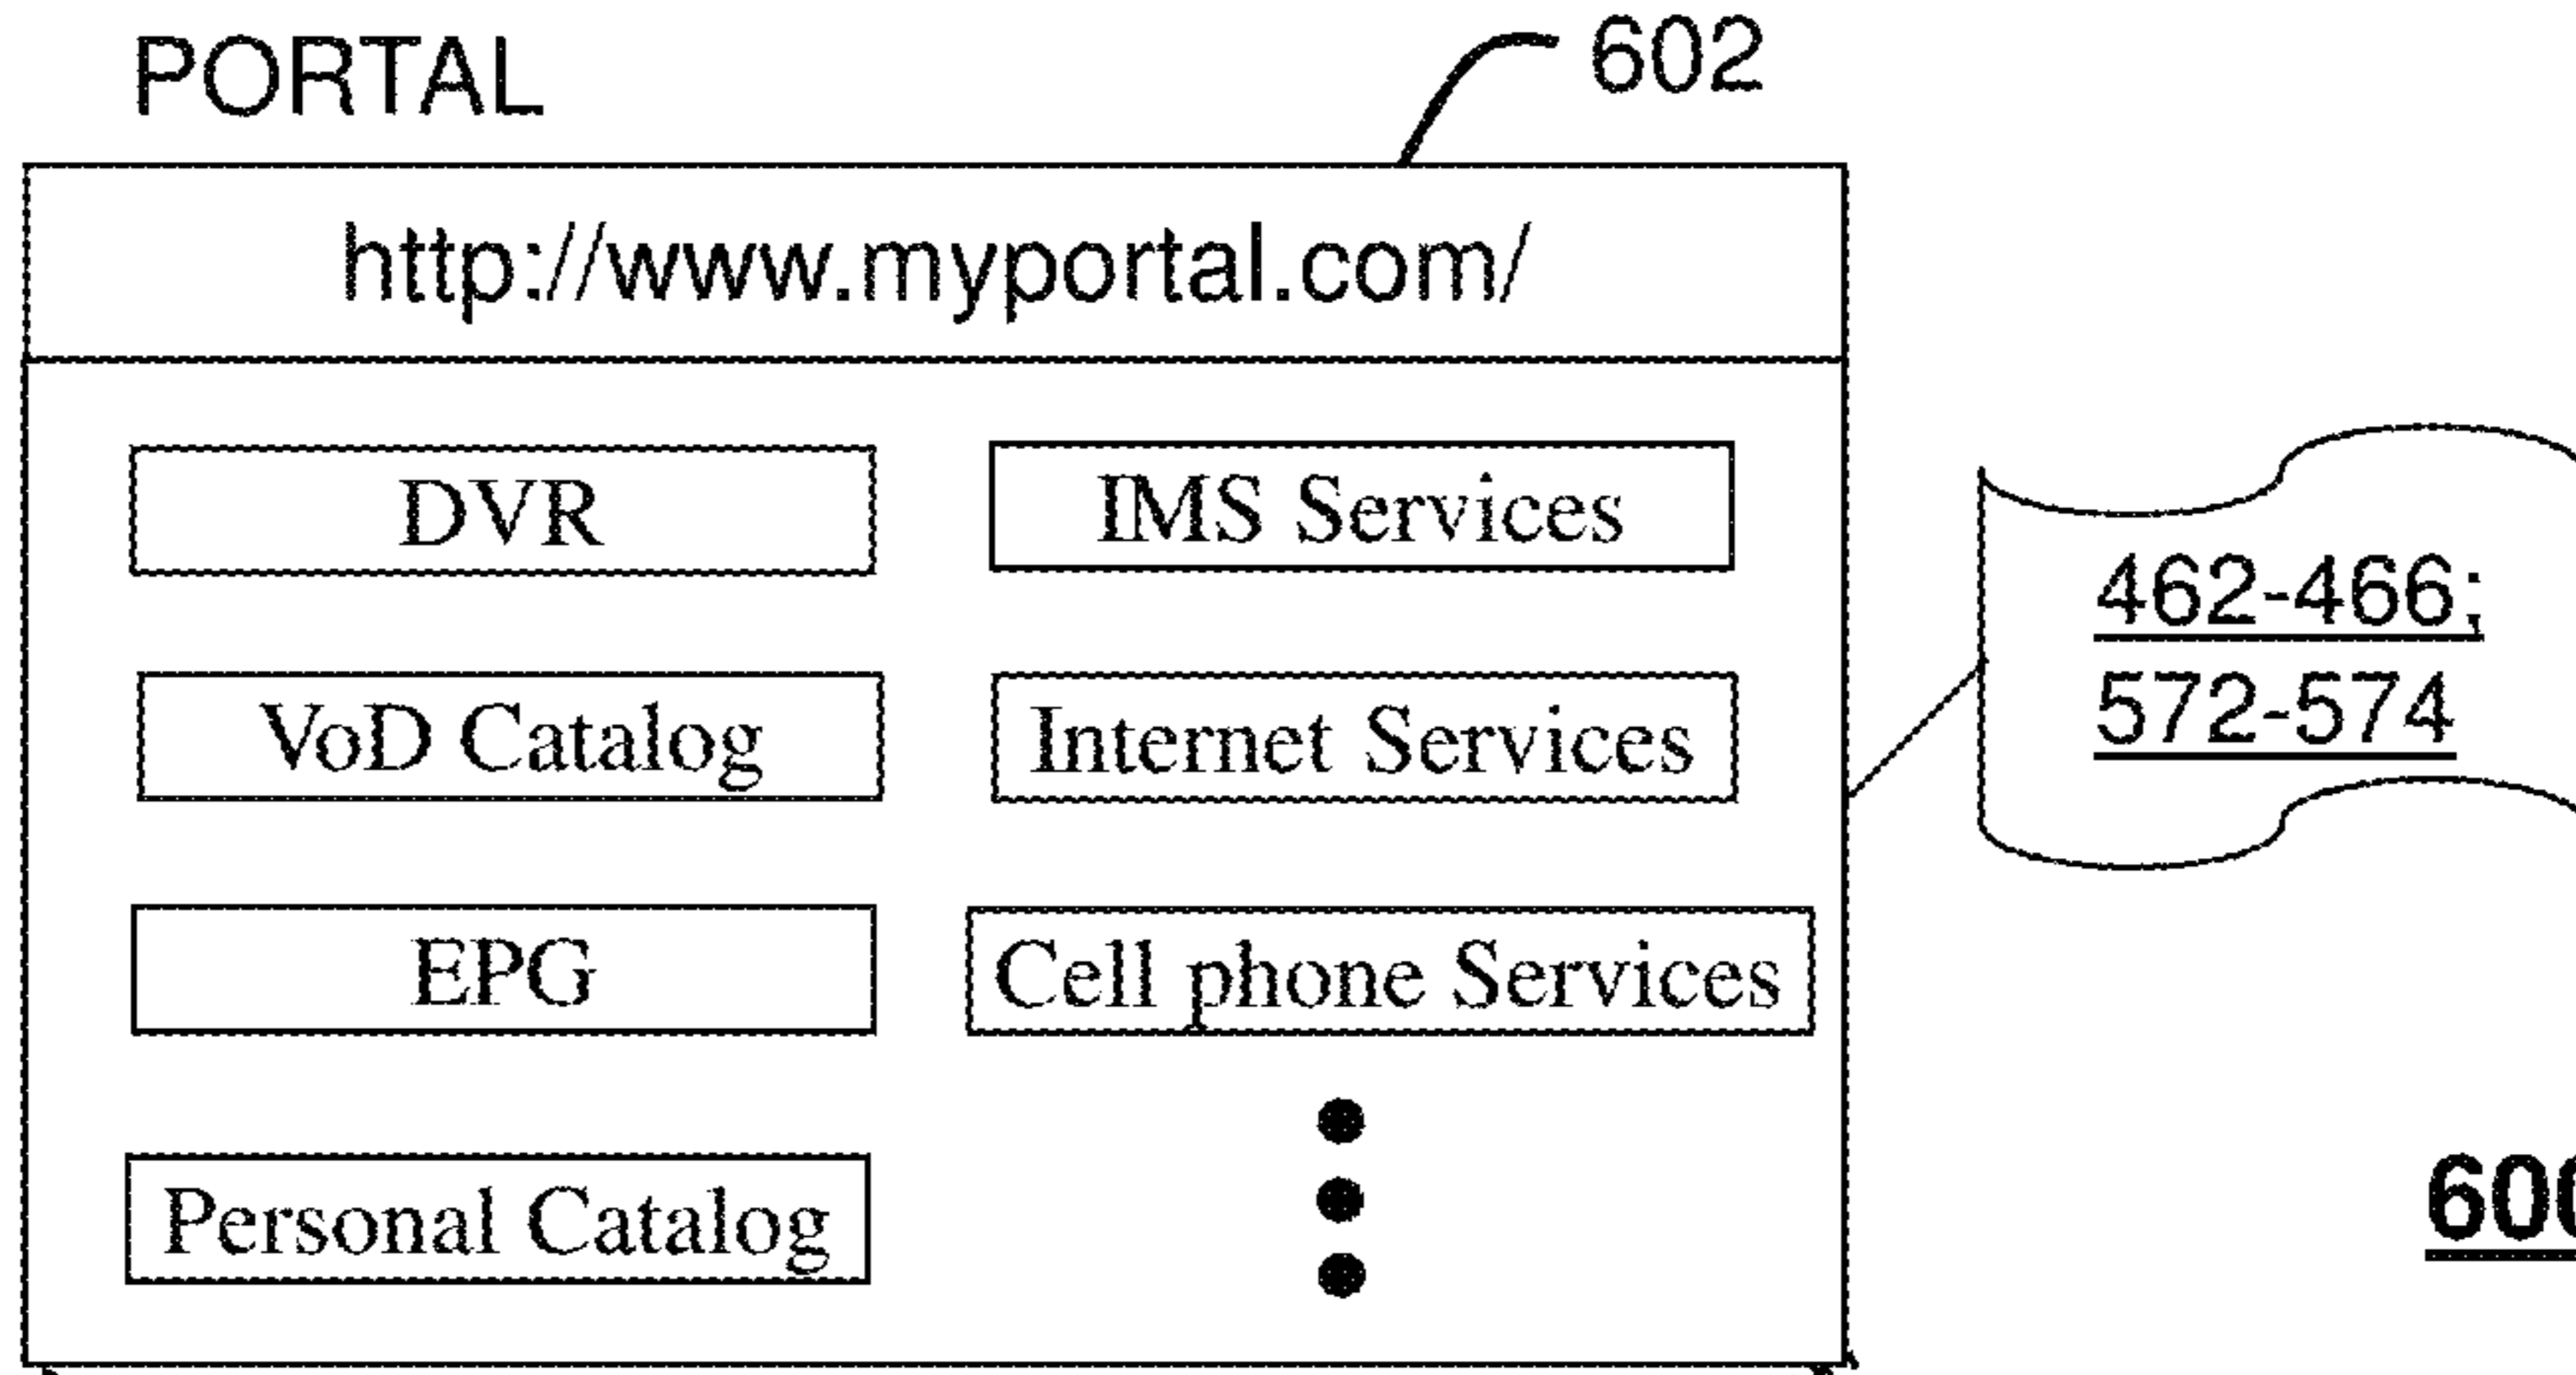 PORTAL
602
http://www.myportal.com/
DVR
IMS Services
462-466;
572-574
VoD Catalog
Internet Services
EPG
Cell phone Services
Personal Catalog